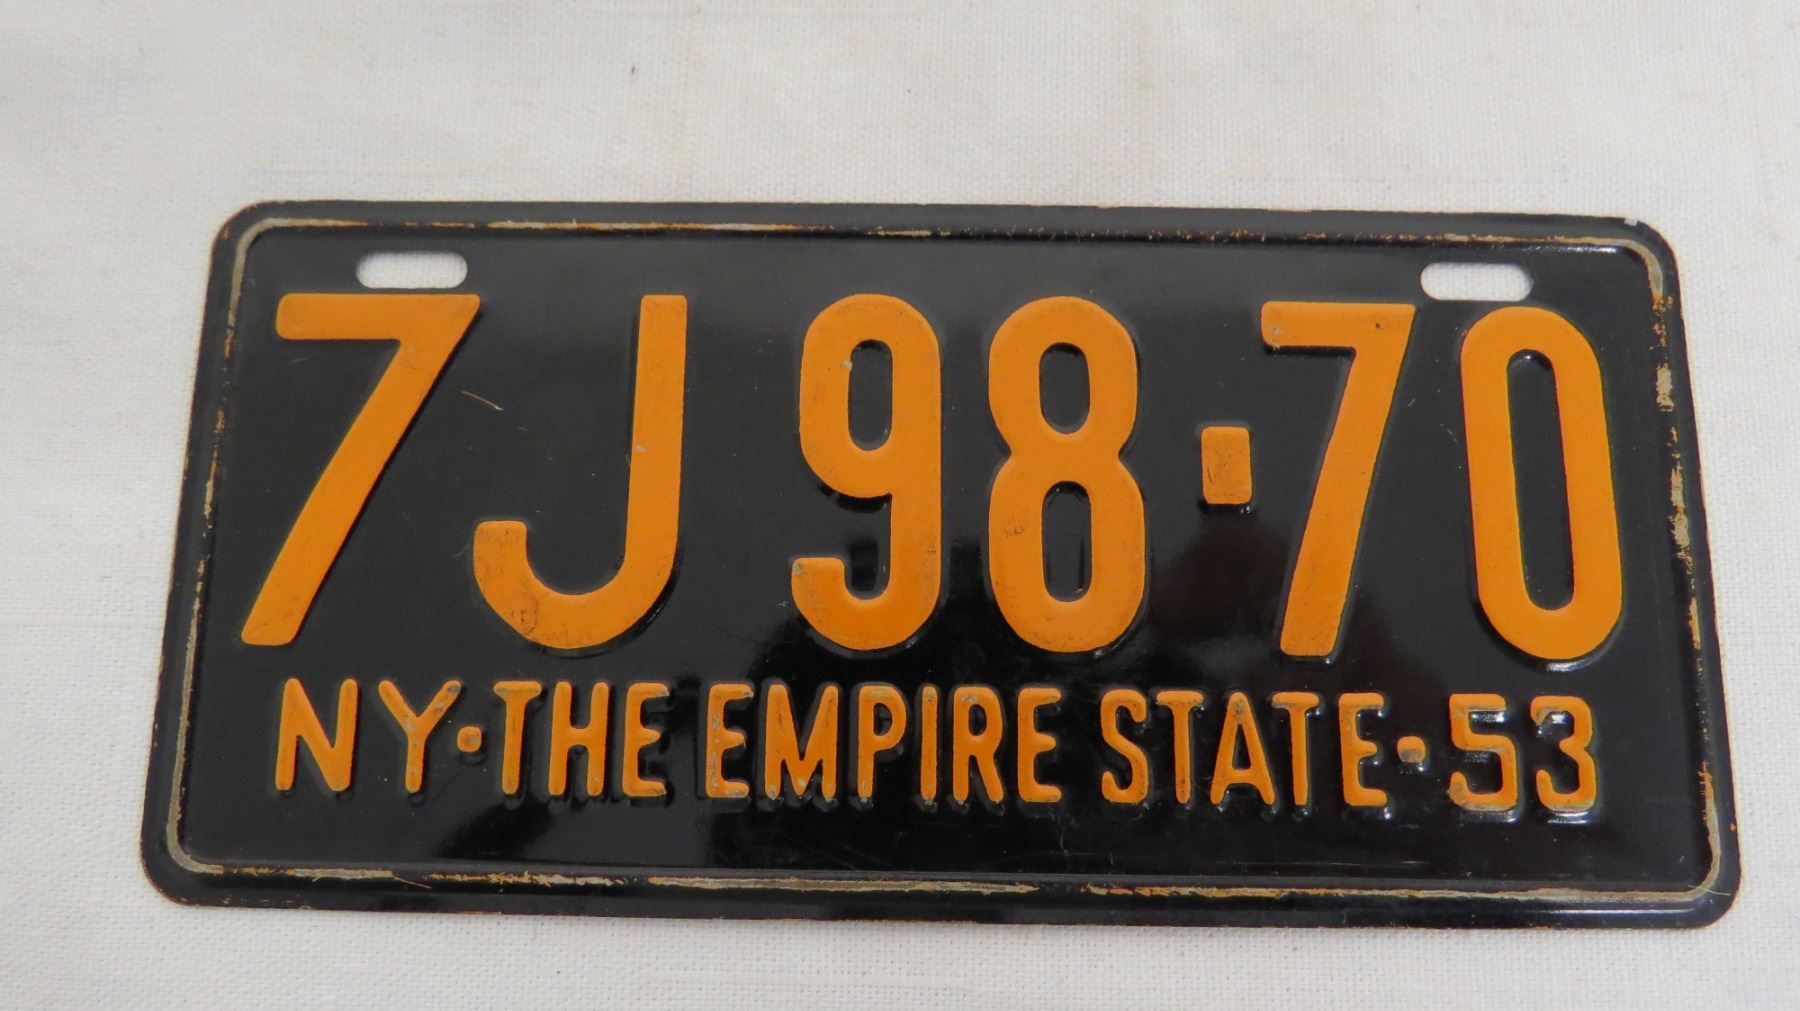 7J 98·70
NY·THE EMPIRE STATE·53